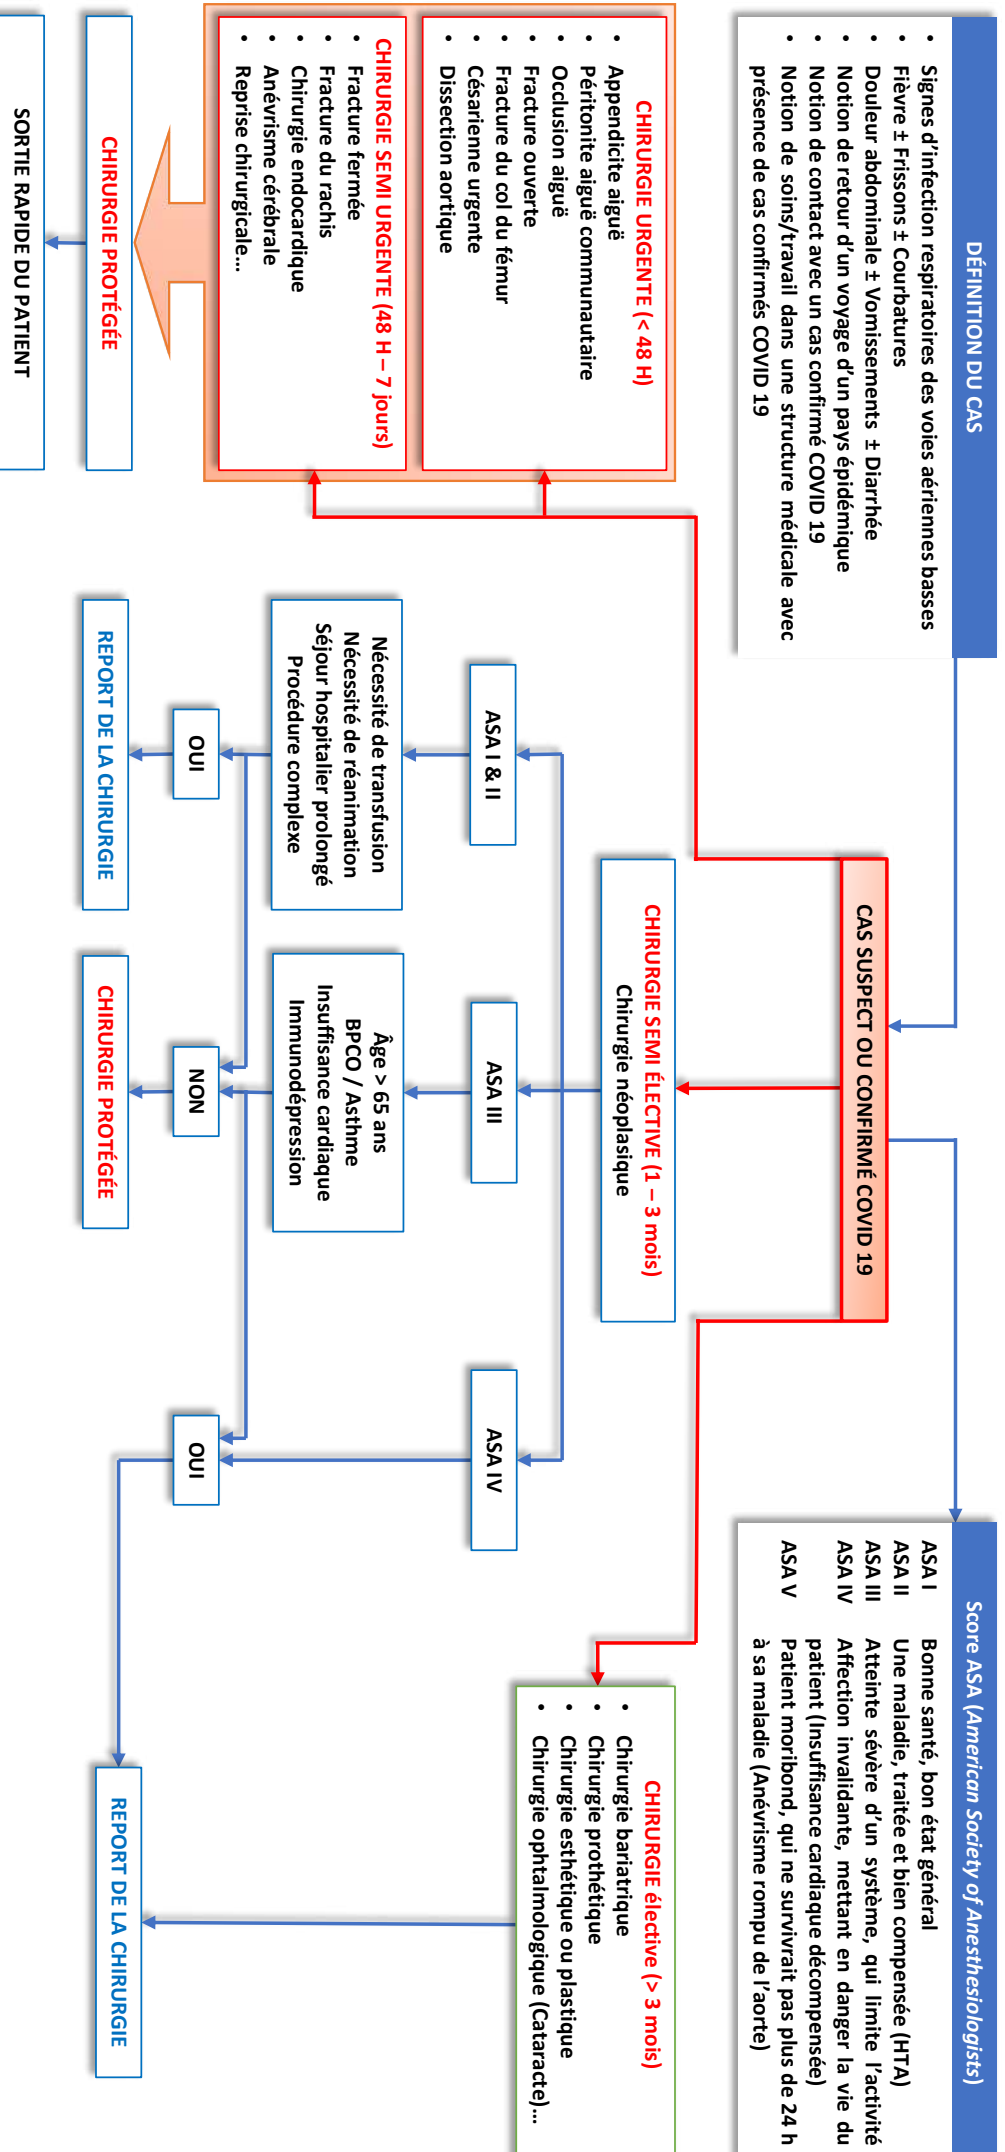 DÉFINITION DU CAS
• Signes d'infection respiratoires des voies aériennes basses
• Fièvre ± Frissons ± Courbatures
• Douleur abdominale ± Vomissements ± Diarrhée
• Notion de retour d'un voyage d'un pays épidémique
• Notion de contact avec un cas confirmé COVID 19
• Notion de soins/travail dans une structure médicale avec
présence de cas confirmés COVID 19
Score ASA (American Society of Anesthesiologists)
ASA I Bonne santé, bon état général
ASA II Une maladie, traitée et bien compensée (HTA)
ASA III Atteinte sévère d'un système, qui limite l'activité
ASA IV Affection invalidante, mettant en danger la vie du
patient (Insuffisance cardiaque décompensée)
ASA V Patient moribond, qui ne survivrait pas plus de 24 h
à sa maladie (Anévrisme rompu de l'aorte)
CAS SUSPECT OU CONFIRMÉ COVID 19
CHIRURGIE URGENTE (< 48 H)
• Appendicite aiguë
• Péritonite aiguë communautaire
• Occlusion aiguë
• Fracture ouverte
• Fracture du col du fémur
• Césarienne urgente
• Dissection aortique
CHIRURGIE SEMI URGENTE (48 H – 7 jours)
• Fracture fermée
• Fracture du rachis
• Chirurgie endocardique
• Anévrisme cérébrale
• Reprise chirurgicale…
CHIRURGIE PROTÉGÉE
SORTIE RAPIDE DU PATIENT
CHIRURGIE SEMI ÉLECTIVE (1 – 3 mois)
Chirurgie néoplasique
ASA I & II
ASA III
ASA IV
Nécessité de transfusion
Nécessité de réanimation
Séjour hospitalier prolongé
Procédure complexe
Âge > 65 ans
BPCO / Asthme
Insuffisance cardiaque
Immunodépression
OUI
NON
OUI
REPORT DE LA CHIRURGIE
CHIRURGIE PROTÉGÉE
CHIRURGIE élective (> 3 mois)
• Chirurgie bariatrique
• Chirurgie prothétique
• Chirurgie esthétique ou plastique
• Chirurgie ophtalmologique (Cataracte)…
REPORT DE LA CHIRURGIE